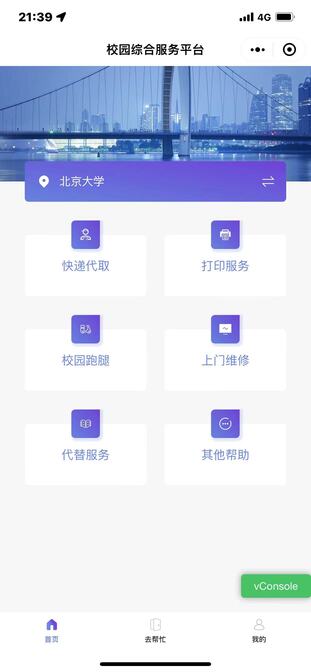 21:39
4G
校园综合服务平台
北京大学
快递代取
打印服务
校园跑腿
上门维修
代替服务
其他帮助
vConsole
首页
去帮忙
我的